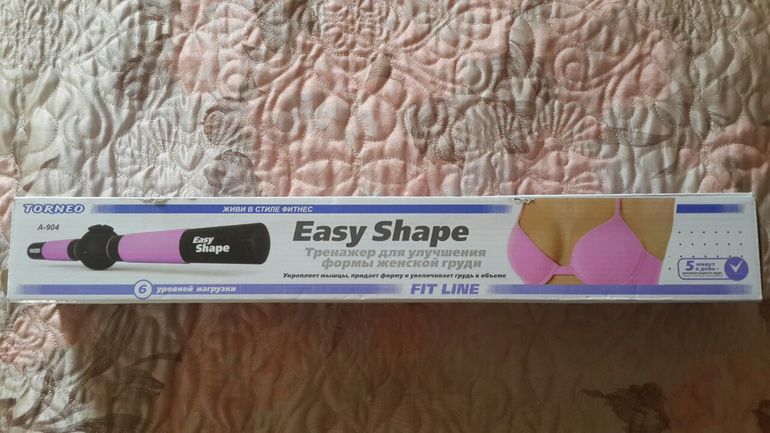 TORNEO
ЖИВИ В СТИЛЕ ФИТНЕС
A-904
Easy
Shape
Easy Shape
Тренажер для улучшения
формы женской груди
Укрепляет мышцы, придает форму и увеличивает грудь в объеме
6 уровней нагрузки
FIT LINE
5 минут
в день -